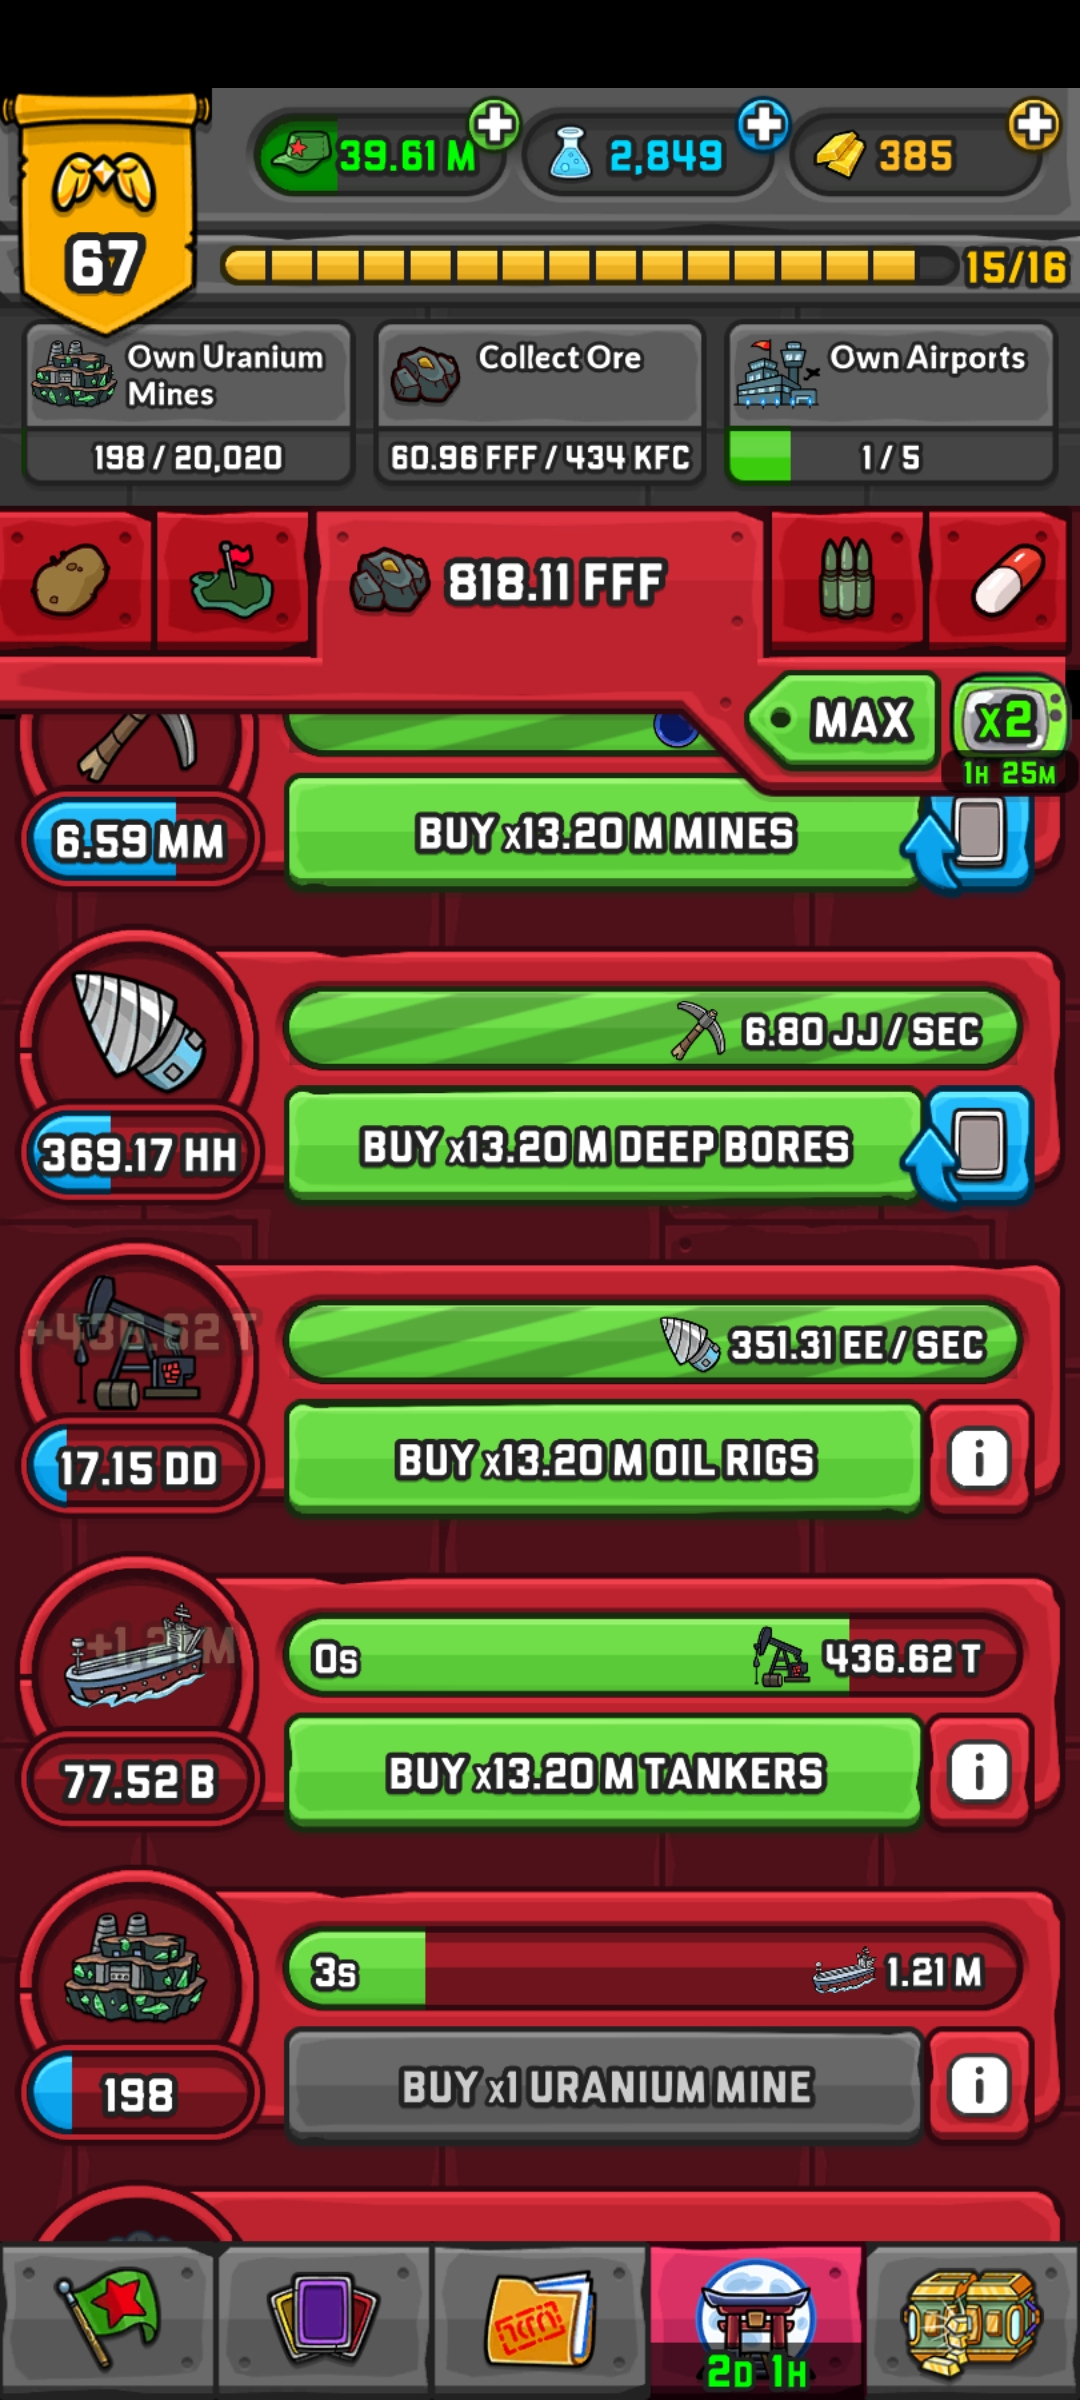 39.61 M
2,849
385
67
15/16
Own Uranium
Mines
198 / 20,020
Collect Ore
60.96 FFF / 434 KFC
Own Airports
1 / 5
818.11 FFF
MAX
x2
1H 25M
6.59 MM
BUY x13.20 M MINES
6.80 JJ / SEC
369.17 HH
BUY x13.20 M DEEP BORES
+436.62 T
351.31 EE / SEC
17.15 DD
BUY x13.20 M OIL RIGS
i
+1.21 M
0s
436.62 T
77.52 B
BUY x13.20 M TANKERS
i
3s
1.21 M
198
BUY x1 URANIUM MINE
i
2D 1H